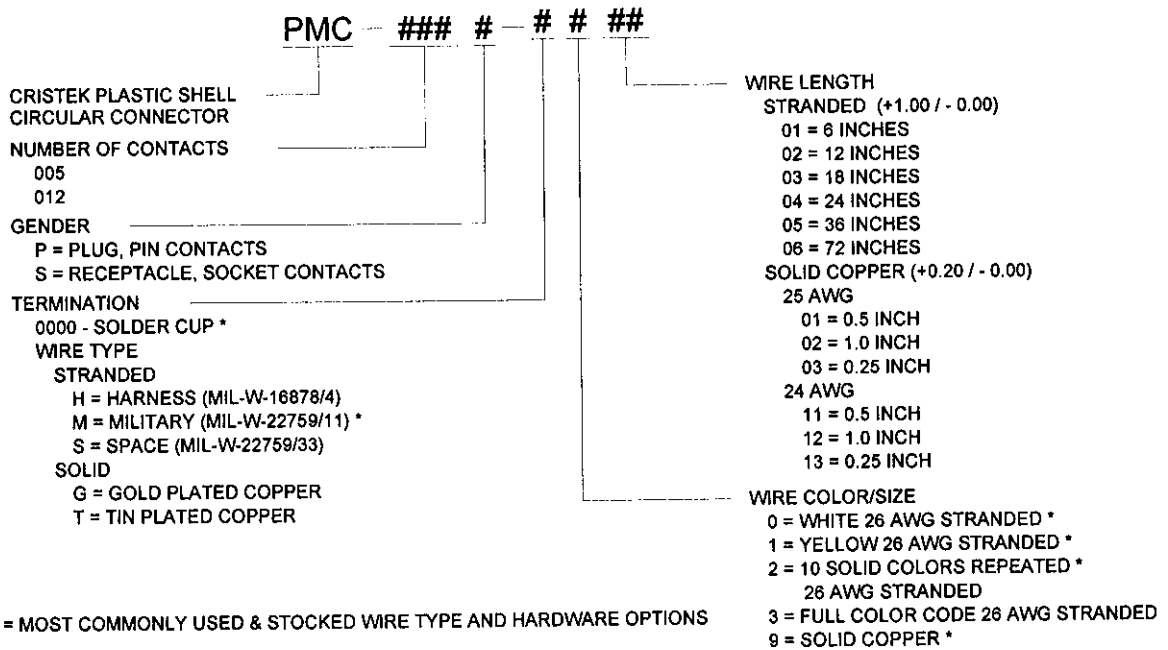 PMC ### # - # # ##
CRISTEK PLASTIC SHELL
CIRCULAR CONNECTOR
NUMBER OF CONTACTS
005
012
GENDER
P = PLUG, PIN CONTACTS
S = RECEPTACLE, SOCKET CONTACTS
TERMINATION
0000 - SOLDER CUP *
WIRE TYPE
STRANDED
H = HARNESS (MIL-W-16878/4)
M = MILITARY (MIL-W-22759/11) *
S = SPACE (MIL-W-22759/33)
SOLID
G = GOLD PLATED COPPER
T = TIN PLATED COPPER
= MOST COMMONLY USED & STOCKED WIRE TYPE AND HARDWARE OPTIONS
WIRE LENGTH
STRANDED (+1.00 / - 0.00)
01 = 6 INCHES
02 = 12 INCHES
03 = 18 INCHES
04 = 24 INCHES
05 = 36 INCHES
06 = 72 INCHES
SOLID COPPER (+0.20 / - 0.00)
25 AWG
01 = 0.5 INCH
02 = 1.0 INCH
03 = 0.25 INCH
24 AWG
11 = 0.5 INCH
12 = 1.0 INCH
13 = 0.25 INCH
WIRE COLOR/SIZE
0 = WHITE 26 AWG STRANDED *
1 = YELLOW 26 AWG STRANDED *
2 = 10 SOLID COLORS REPEATED *
26 AWG STRANDED
3 = FULL COLOR CODE 26 AWG STRANDED
9 = SOLID COPPER *